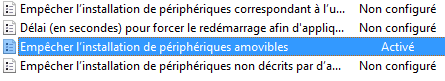 Empêcher l'installation de périphériques correspondant à l'u... Non configuré
Délai (en secondes) pour forcer le redémarrage afin d'appliq... Non configuré
Empêcher l'installation de périphériques amovibles Activé
Empêcher l'installation de périphériques non décrits par d'a... Non configuré